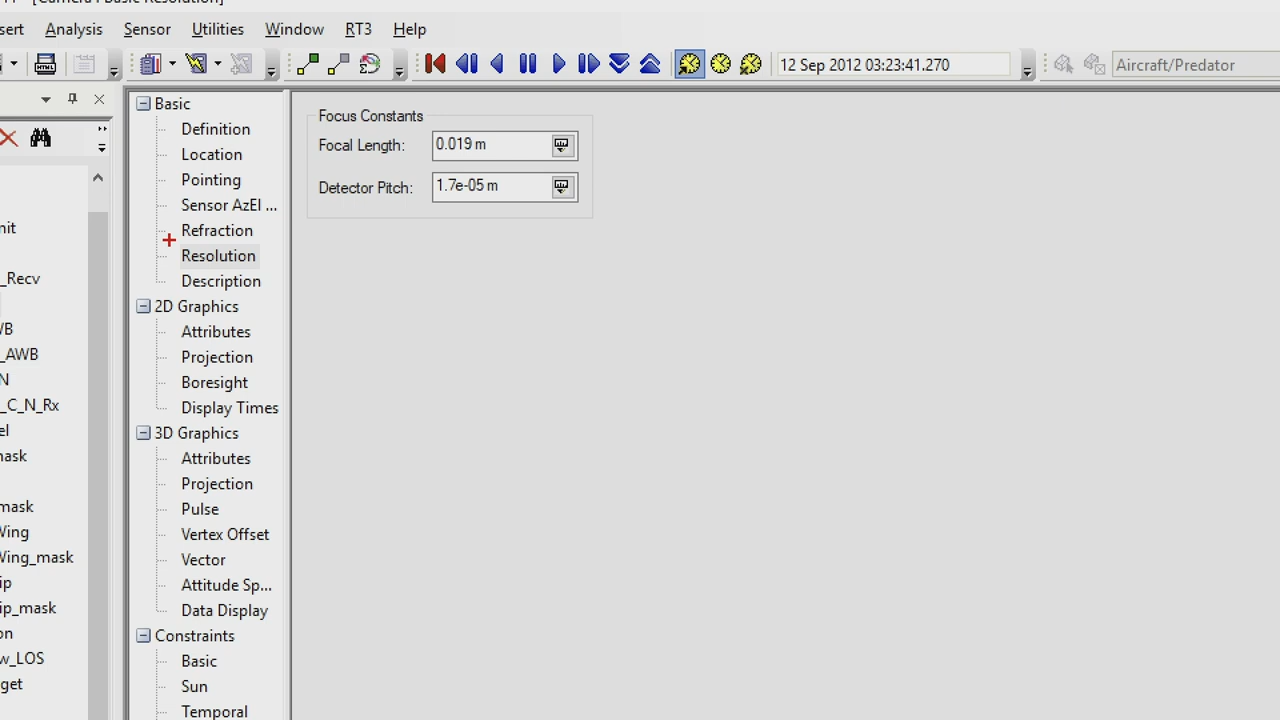 sert Analysis Sensor Utilities Window RT3 Help
HTML 12 Sep 2012 03:23:41.270 Aircraft/Predator
nit
_Recv
VB
_AWB
N
_C_N_Rx
el
nask
mask
Wing
Wing_mask
ip
ip_mask
on
w_LOS
get
Basic
Definition
Location
Pointing
Sensor AzEl ...
Refraction
Resolution
Description
2D Graphics
Attributes
Projection
Boresight
Display Times
3D Graphics
Attributes
Projection
Pulse
Vertex Offset
Vector
Attitude Sp...
Data Display
Constraints
Basic
Sun
Temporal
Focus Constants
Focal Length: 0.019 m
Detector Pitch: 1.7e-05 m